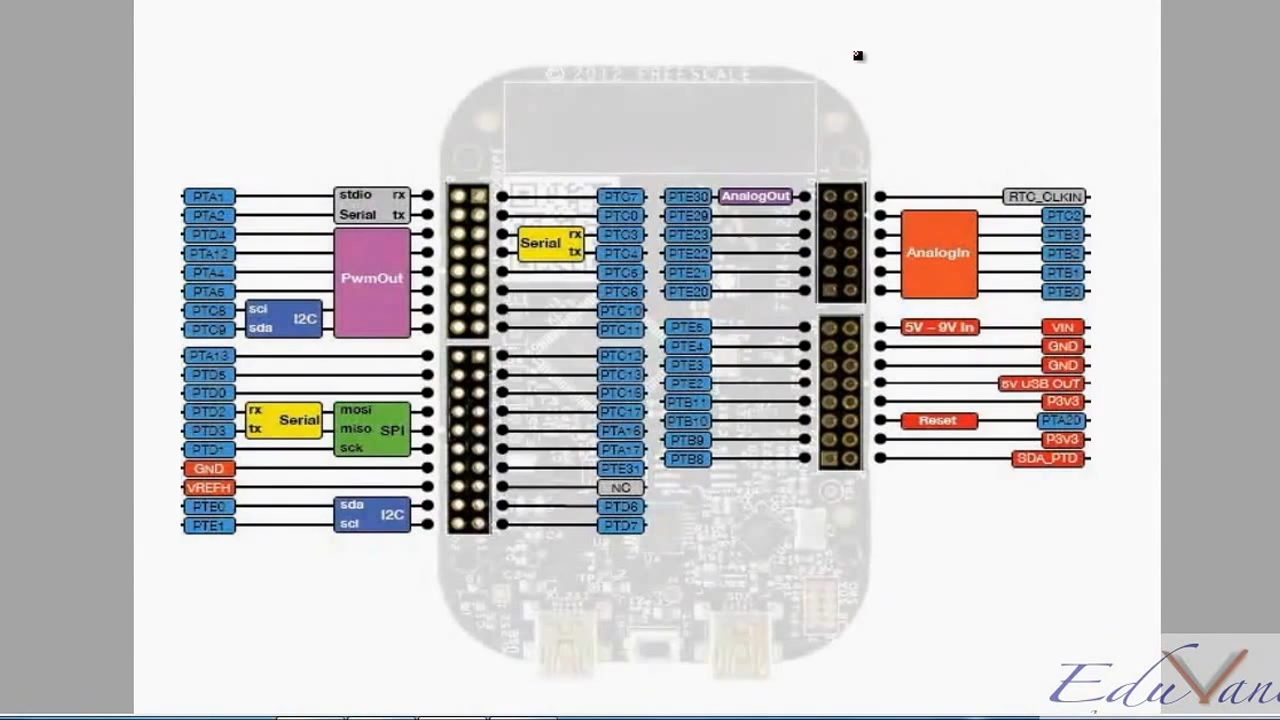 © 2012 FREESCALE
PTA1 stdio rx PTC7 PTE30 AnalogOut RTC_CLKIN
PTA2 Serial tx PTC0 PTE29 PTC2
PTD4 PwmOut PTC3 Serial rx PTE23 AnalogIn PTB3
PTA12 PTC4 tx PTE22 PTB2
PTA4 PTC5 PTE21 PTB1
PTA5 PTC6 PTE20 PTB0
PTC8 scl I2C PTC10
PTC9 sda PTC11 PTE5 5V – 9V In VIN
PTE4 GND
PTA13 PTC12 PTE3 GND
PTD5 PTC13 PTE2 5V USB OUT
PTD0 PTC16 PTB11 P3v3
PTD2 rx Serial mosi SPI PTC17 PTB10 Reset PTA20
PTD3 tx miso PTA16 PTB9 P3v3
PTD1 sck PTA17 PTB8 SDA_PTD
GND PTE31
VREFH NC
PTE0 sda I2C PTD6
PTE1 scl PTD7